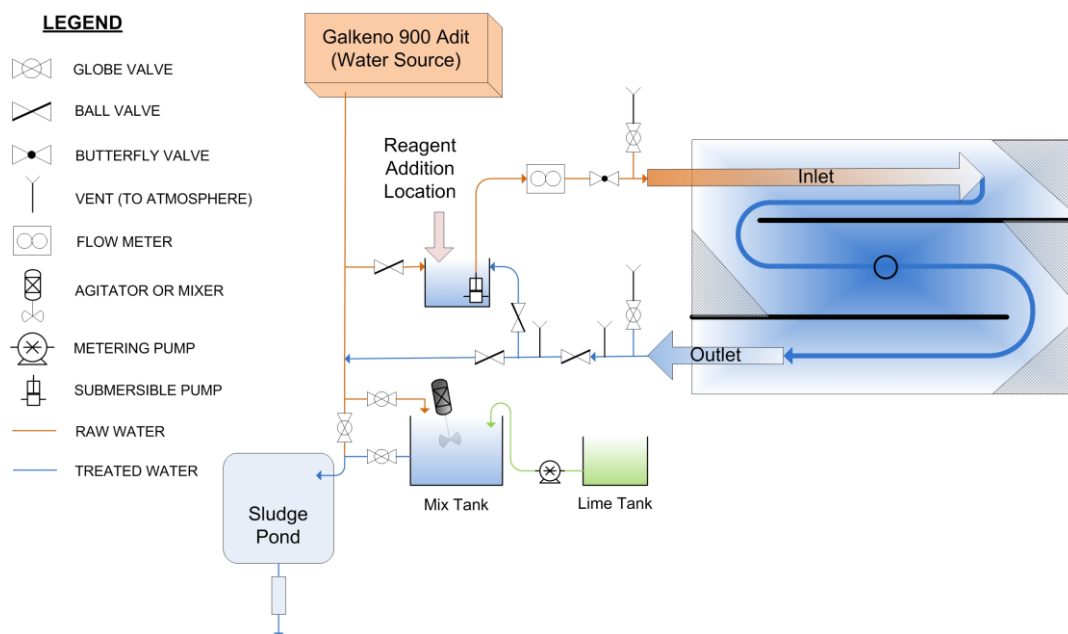 LEGEND
GLOBE VALVE
BALL VALVE
BUTTERFLY VALVE
VENT (TO ATMOSPHERE)
FLOW METER
AGITATOR OR MIXER
METERING PUMP
SUBMERSIBLE PUMP
RAW WATER
TREATED WATER
Galkeno 900 Adit
(Water Source)
Reagent
Addition
Location
Inlet
Outlet
Mix Tank
Lime Tank
Sludge
Pond